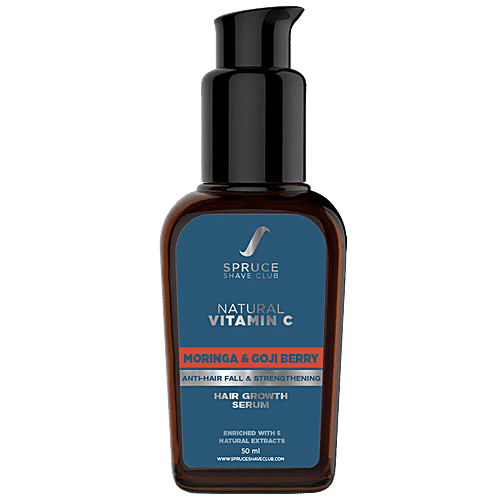 SPRUCE
SHAVE CLUB
NATURAL
VITAMIN C
MORINGA & GOJI BERRY
ANTI-HAIR FALL & STRENGTHENING
HAIR GROWTH
SERUM
ENRICHED WITH 5
NATURAL EXTRACTS
50 ml
WWW.SPRUCESHAVECLUB.COM